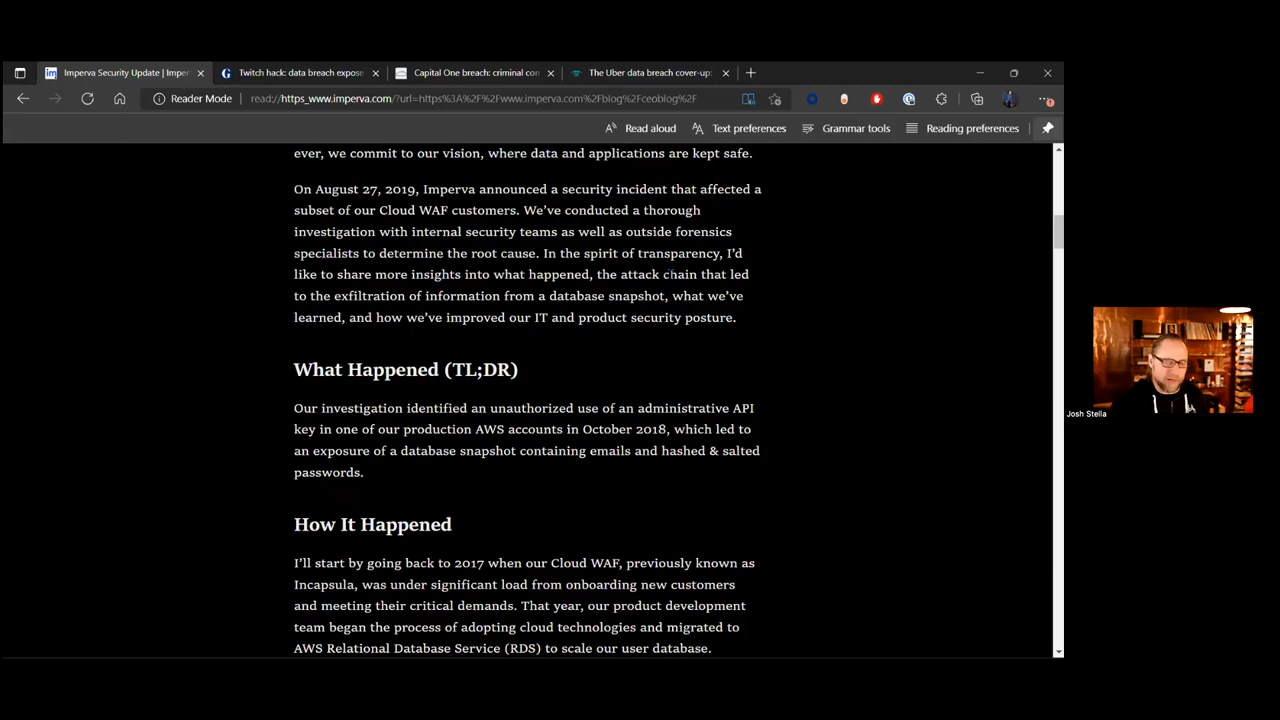 Imperva Security Update | Imper
Twitch hack: data breach expose
Capital One breach: criminal con
The Uber data breach cover-up:
Reader Mode
read://https_www.imperva.com/?url=https%3A%2F%2Fwww.imperva.com%2Fblog%2Fceoblog%2F
Read aloud
Text preferences
Grammar tools
Reading preferences
ever, we commit to our vision, where data and applications are kept safe.
On August 27, 2019, Imperva announced a security incident that affected a
subset of our Cloud WAF customers. We’ve conducted a thorough
investigation with internal security teams as well as outside forensics
specialists to determine the root cause. In the spirit of transparency, I’d
like to share more insights into what happened, the attack chain that led
to the exfiltration of information from a database snapshot, what we’ve
learned, and how we’ve improved our IT and product security posture.
What Happened (TL;DR)
Our investigation identified an unauthorized use of an administrative API
key in one of our production AWS accounts in October 2018, which led to
an exposure of a database snapshot containing emails and hashed & salted
passwords.
How It Happened
I’ll start by going back to 2017 when our Cloud WAF, previously known as
Incapsula, was under significant load from onboarding new customers
and meeting their critical demands. That year, our product development
team began the process of adopting cloud technologies and migrated to
AWS Relational Database Service (RDS) to scale our user database.
Josh Stella